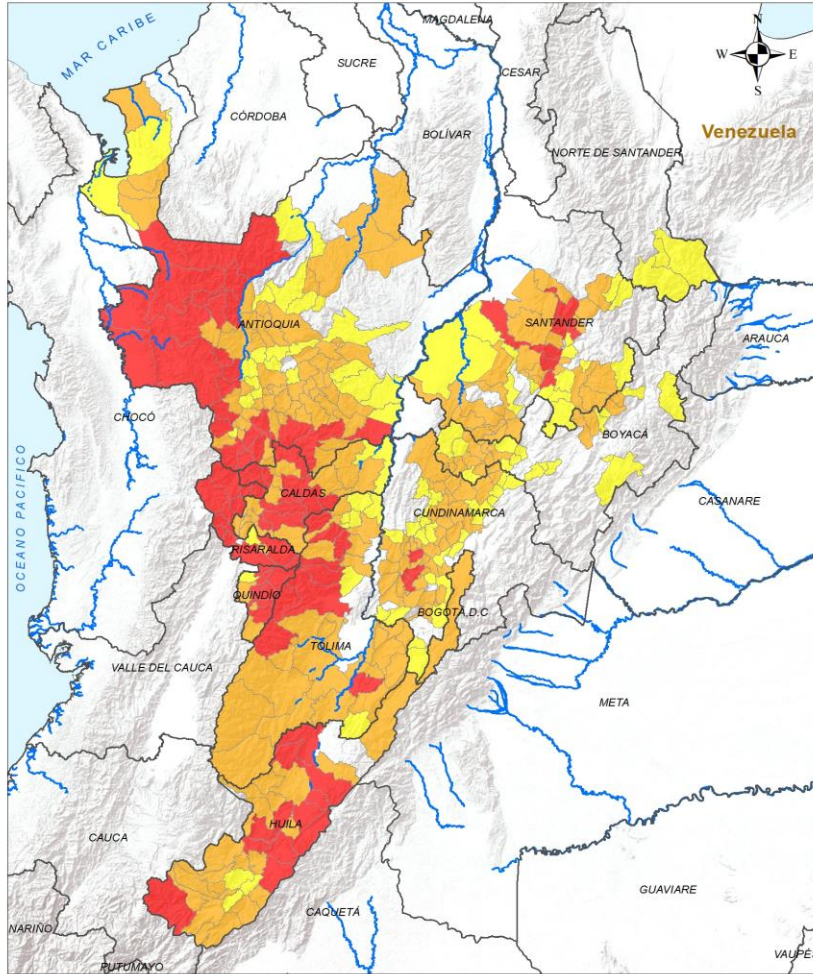 MAGDALENA
N
MAR CARIBE
SUCRE
CESAR
W
E
S
CÓRDOBA
Venezuela
BOLÍVAR
NORTE DE SANTANDER
ANTIOQUIA
SANTANDER
ARAUCA
CHOCÓ
BOYACÁ
CALDAS
CUNDINAMARCA
CASANARE
OCEANO PACIFICO
RISARALDA
QUINDÍO
BOGOTÁ, D.C
TOLIMA
VALLE DEL CAUCA
META
HUILA
CAUCA
GUAVIARE
CAQUETÁ
NARIÑO
PUTUMAYO
VAUPÉS